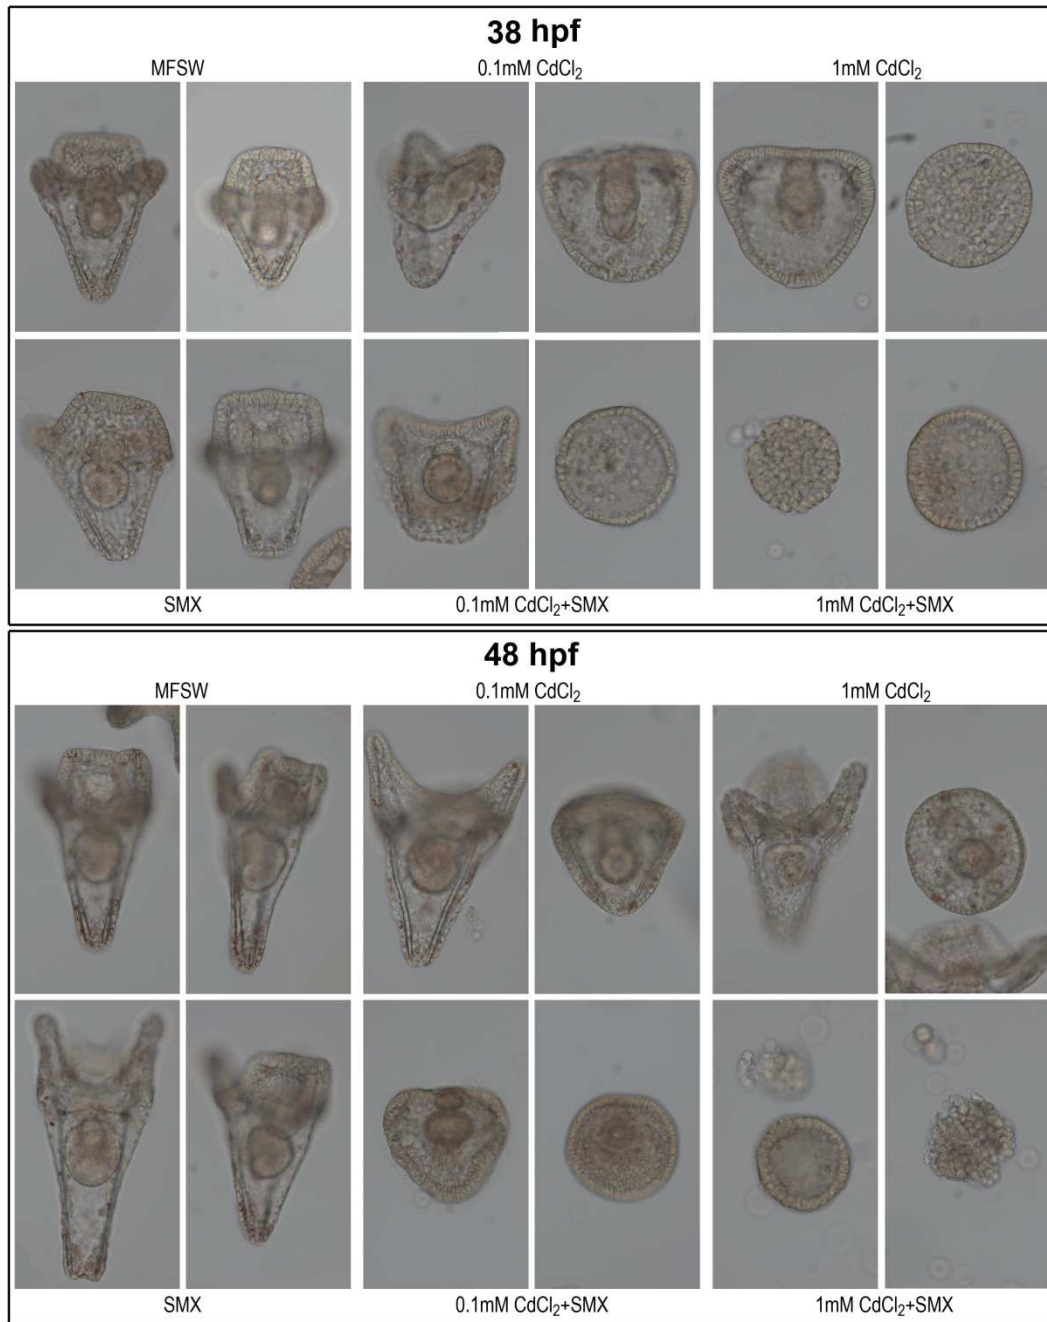 38 hpf
MFSW 0.1mM CdCl₂ 1mM CdCl₂
SMX 0.1mM CdCl₂+SMX 1mM CdCl₂+SMX
48 hpf
MFSW 0.1mM CdCl₂ 1mM CdCl₂
SMX 0.1mM CdCl₂+SMX 1mM CdCl₂+SMX